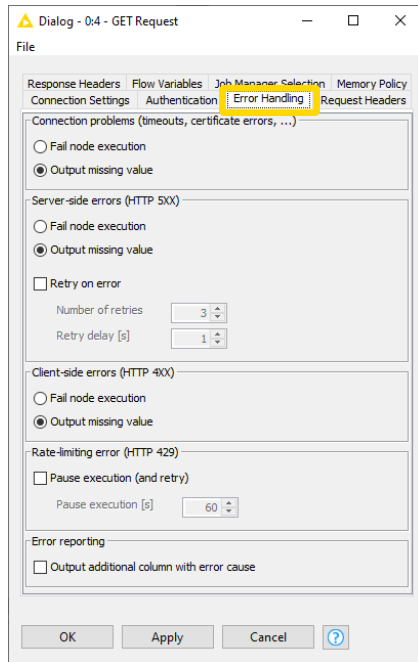 Dialog - 0:4 - GET Request
File
Response Headers Flow Variables Job Manager Selection Memory Policy
Connection Settings Authentication Error Handling Request Headers
Connection problems (timeouts, certificate errors, ...)
Fail node execution
Output missing value
Server-side errors (HTTP 5XX)
Fail node execution
Output missing value
Retry on error
Number of retries 3
Retry delay [s] 1
Client-side errors (HTTP 4XX)
Fail node execution
Output missing value
Rate-limiting error (HTTP 429)
Pause execution (and retry)
Pause execution [s] 60
Error reporting
Output additional column with error cause
OK Apply Cancel ?